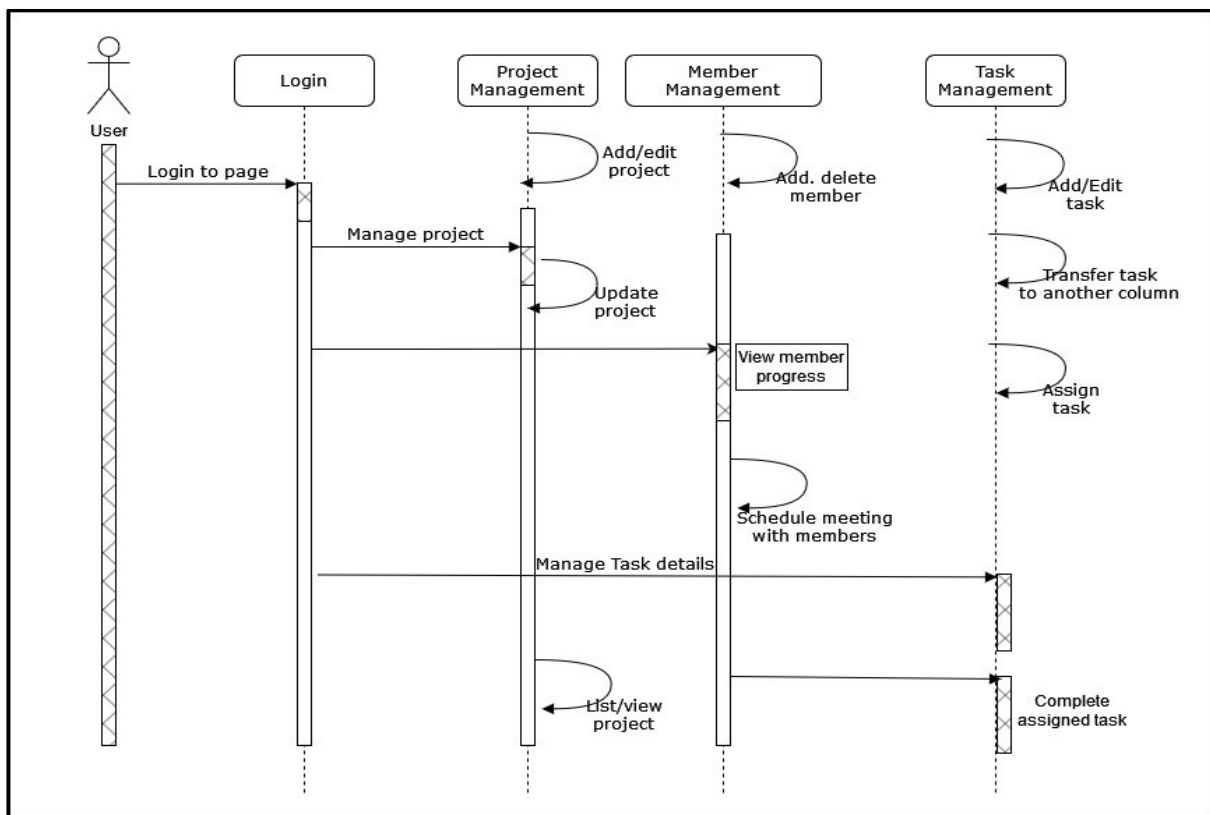 User
Login
Project
Management
Member
Management
Task
Management
Login to page
Add/edit
project
Add. delete
member
Add/Edit
task
Manage project
Update
project
Transfer task
to another column
View member
progress
Assign
task
Schedule meeting
with members
Manage Task details
List/view
project
Complete
assigned task